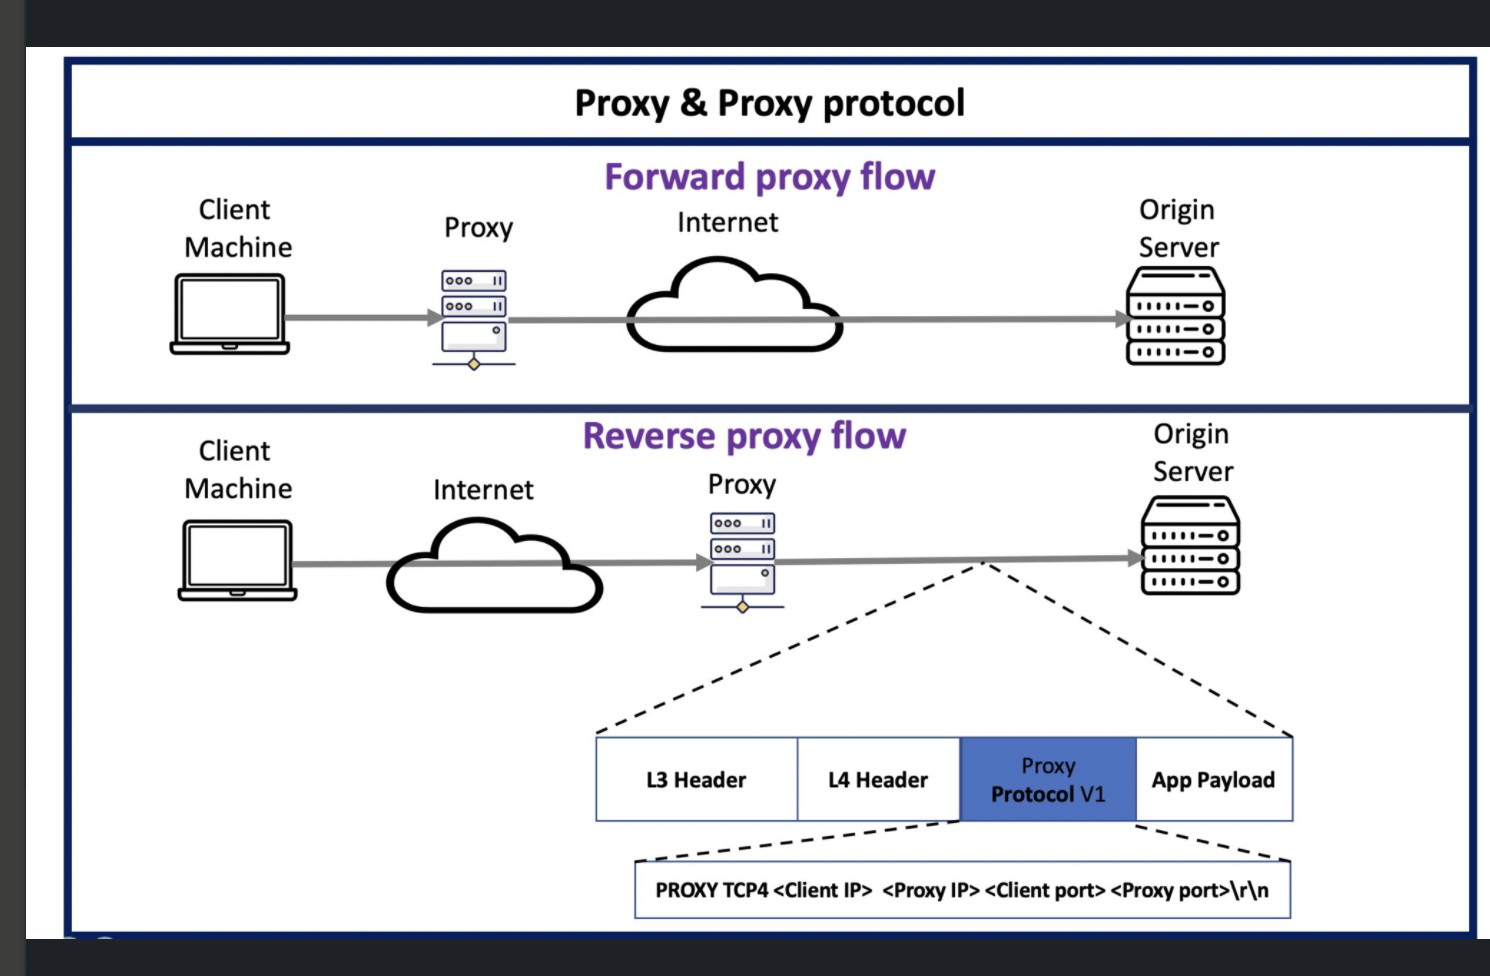 Proxy & Proxy protocol
Forward proxy flow
Client
Machine
Proxy
Internet
Origin
Server
Reverse proxy flow
Client
Machine
Internet
Proxy
Origin
Server
L3 Header
L4 Header
Proxy
Protocol V1
App Payload
PROXY TCP4 <Client IP>  <Proxy IP> <Client port> <Proxy port>\r\n